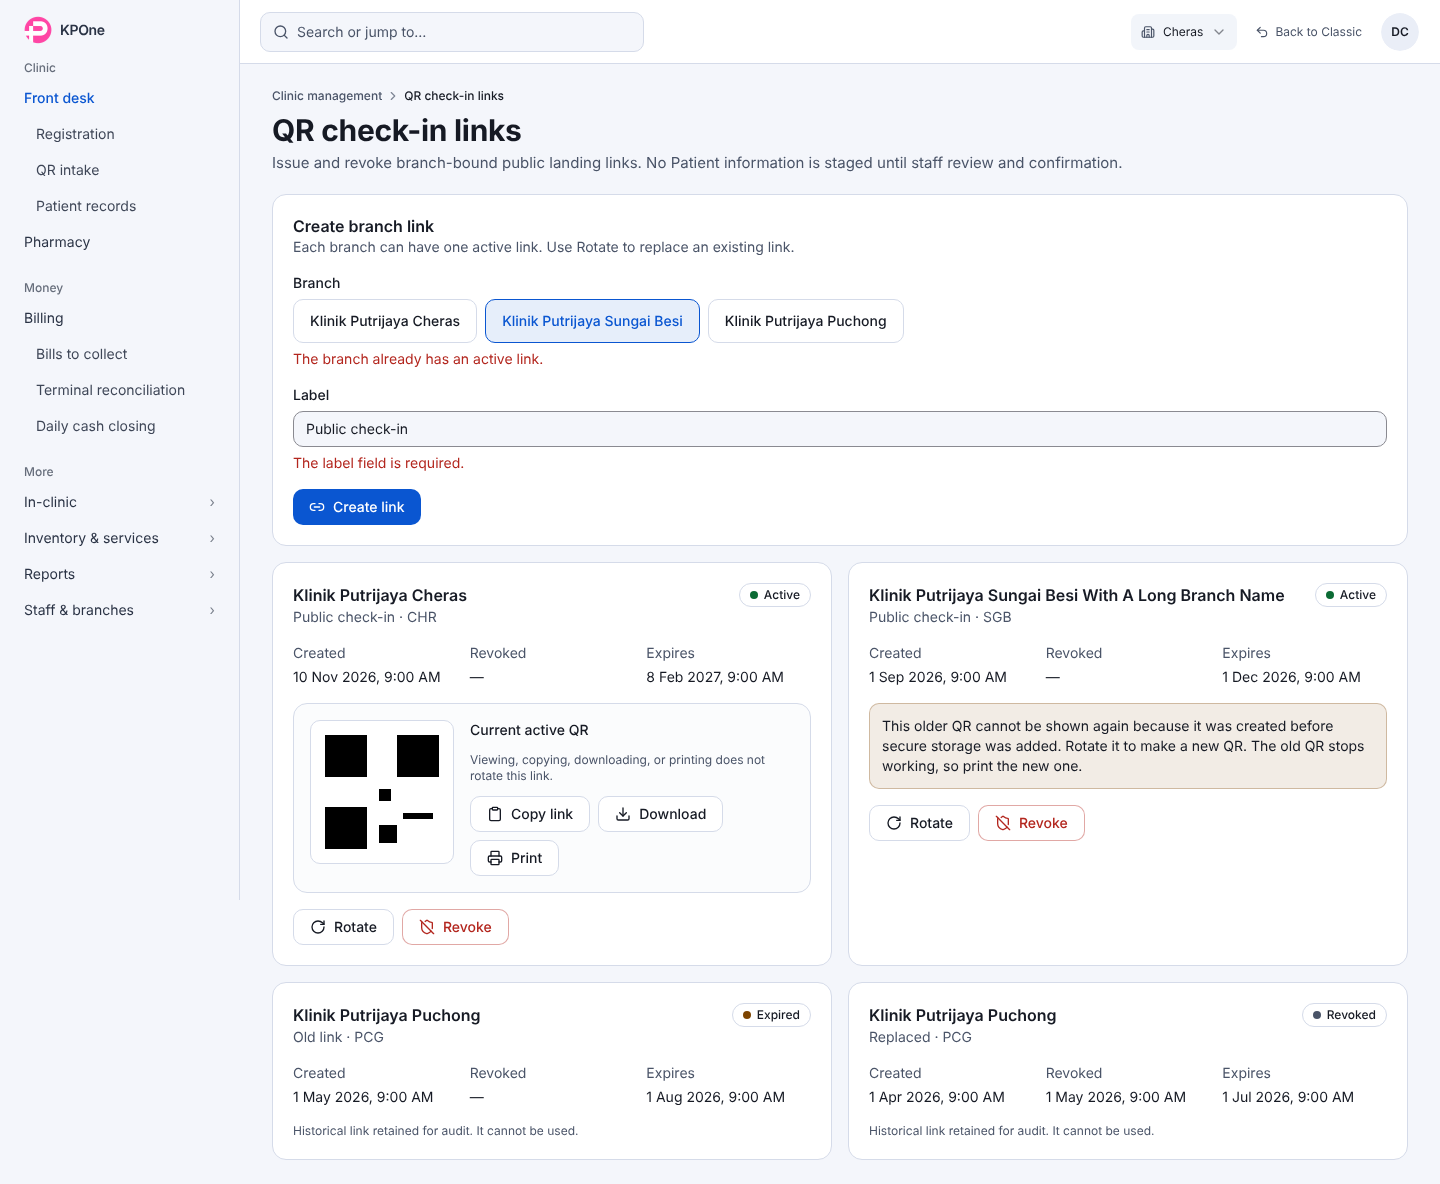 KPOne
Clinic
Front desk
Registration
QR intake
Patient records
Pharmacy
Money
Billing
Bills to collect
Terminal reconciliation
Daily cash closing
More
In-clinic
Inventory & services
Reports
Staff & branches
Search or jump to...
Cheras
Back to Classic
DC
Clinic management > QR check-in links
QR check-in links
Issue and revoke branch-bound public landing links. No Patient information is staged until staff review and confirmation.
Create branch link
Each branch can have one active link. Use Rotate to replace an existing link.
Branch
Klinik Putrijaya Cheras
Klinik Putrijaya Sungai Besi
Klinik Putrijaya Puchong
The branch already has an active link.
Label
Public check-in
The label field is required.
Create link
Klinik Putrijaya Cheras
Active
Public check-in · CHR
Created
Revoked
Expires
10 Nov 2026, 9:00 AM
—
8 Feb 2027, 9:00 AM
Current active QR
Viewing, copying, downloading, or printing does not
rotate this link.
Copy link
Download
Print
Rotate
Revoke
Klinik Putrijaya Sungai Besi With A Long Branch Name
Active
Public check-in · SGB
Created
Revoked
Expires
1 Sep 2026, 9:00 AM
—
1 Dec 2026, 9:00 AM
This older QR cannot be shown again because it was created before
secure storage was added. Rotate it to make a new QR. The old QR stops
working, so print the new one.
Rotate
Revoke
Klinik Putrijaya Puchong
Expired
Old link · PCG
Created
Revoked
Expires
1 May 2026, 9:00 AM
—
1 Aug 2026, 9:00 AM
Historical link retained for audit. It cannot be used.
Klinik Putrijaya Puchong
Revoked
Replaced · PCG
Created
Revoked
Expires
1 Apr 2026, 9:00 AM
1 May 2026, 9:00 AM
1 Jul 2026, 9:00 AM
Historical link retained for audit. It cannot be used.